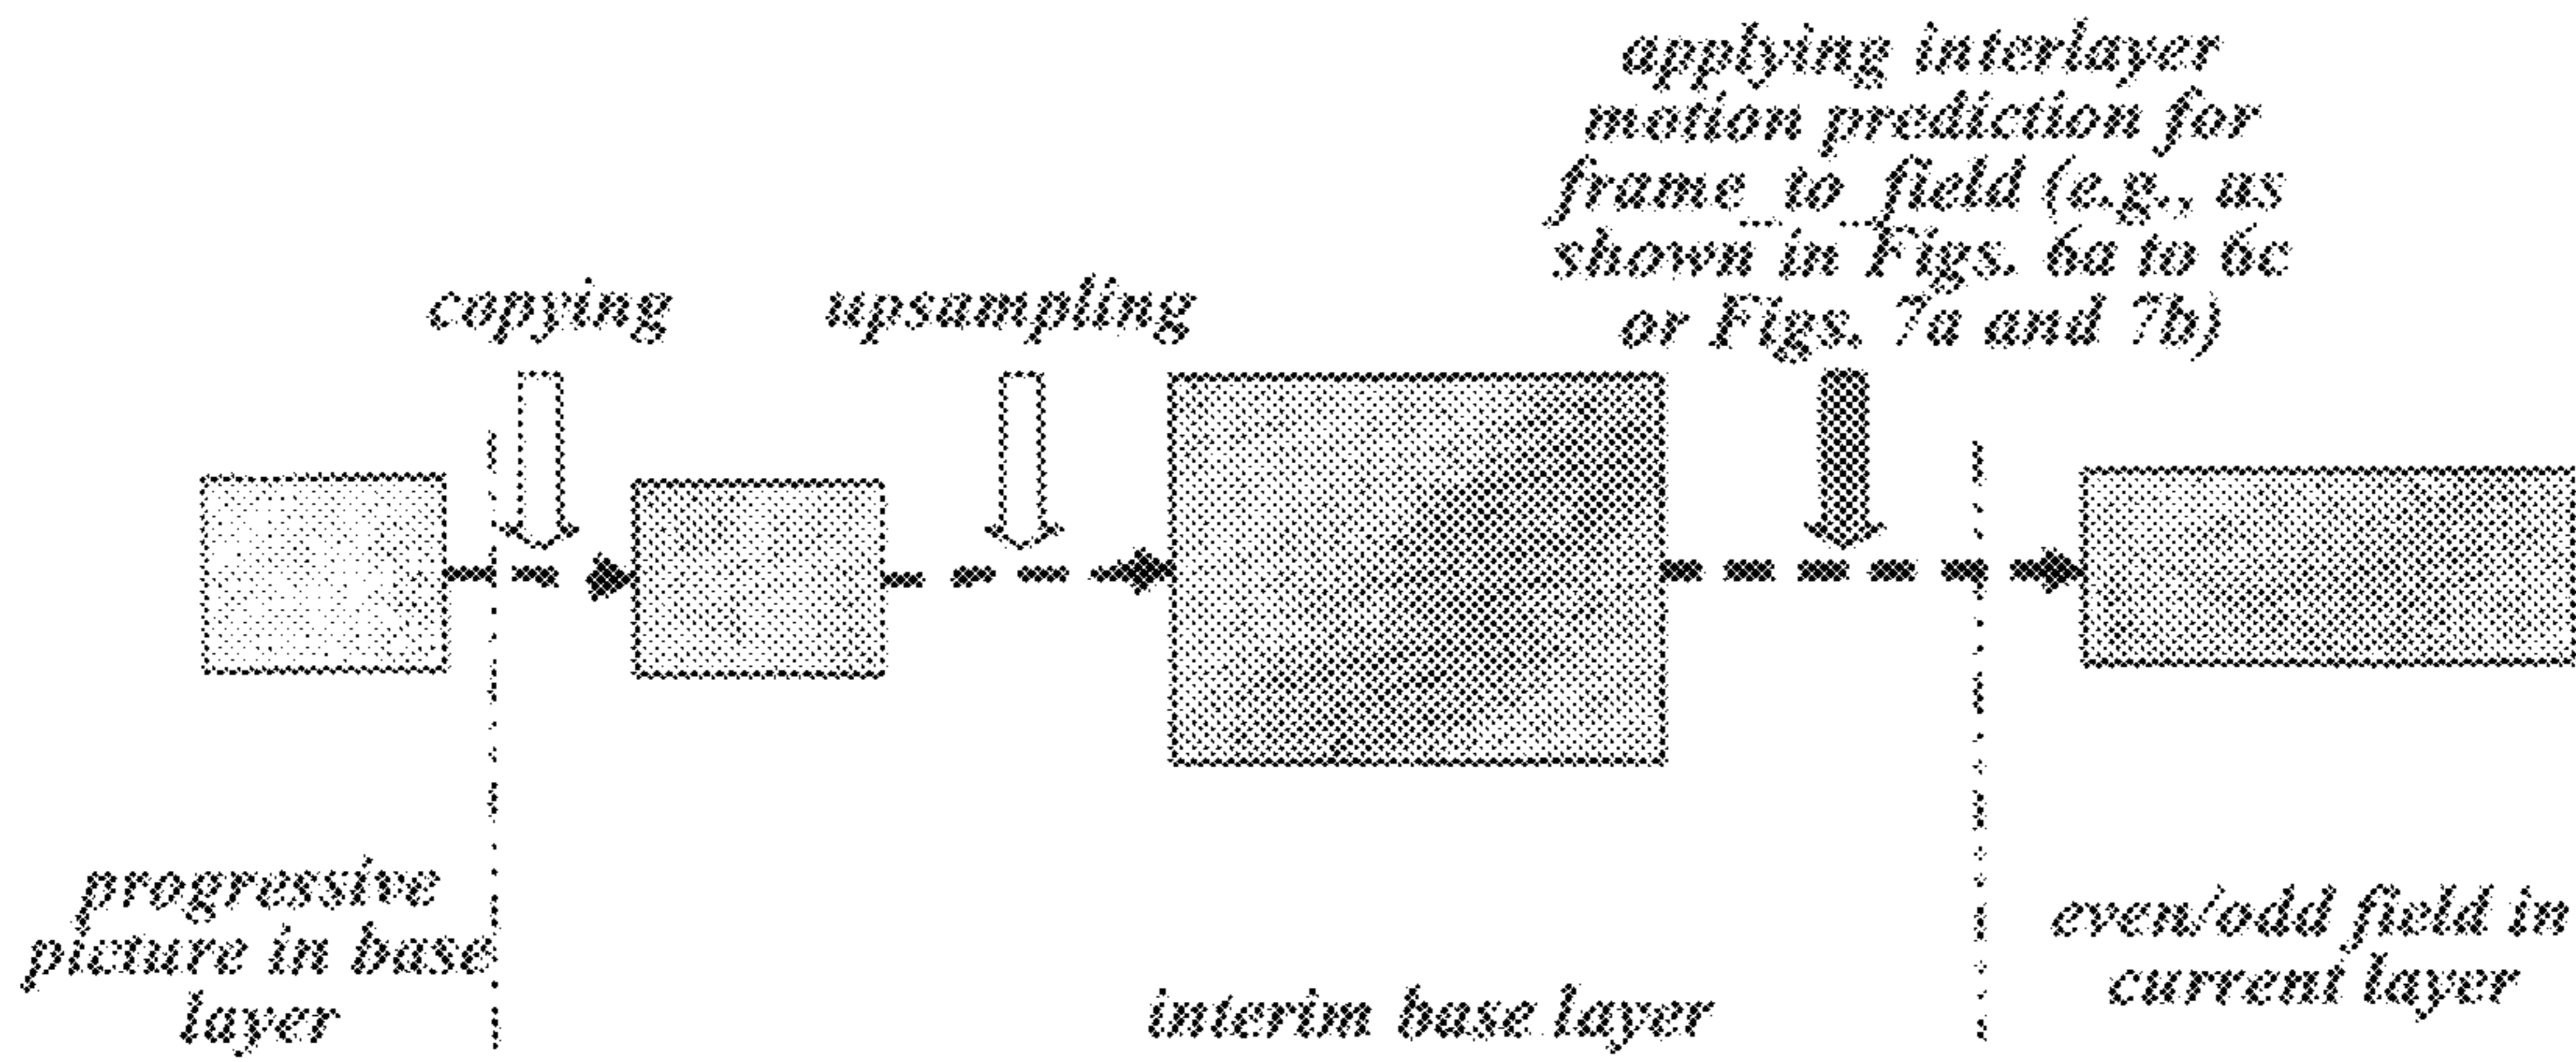 applying interlayer
motion prediction for
frame_to_field (e.g., as
shown in Figs. 6a to 6c
or Figs. 7a and 7b)
copying
upsampling
progressive
picture in base
layer
interim base layer
even/odd field in
current layer